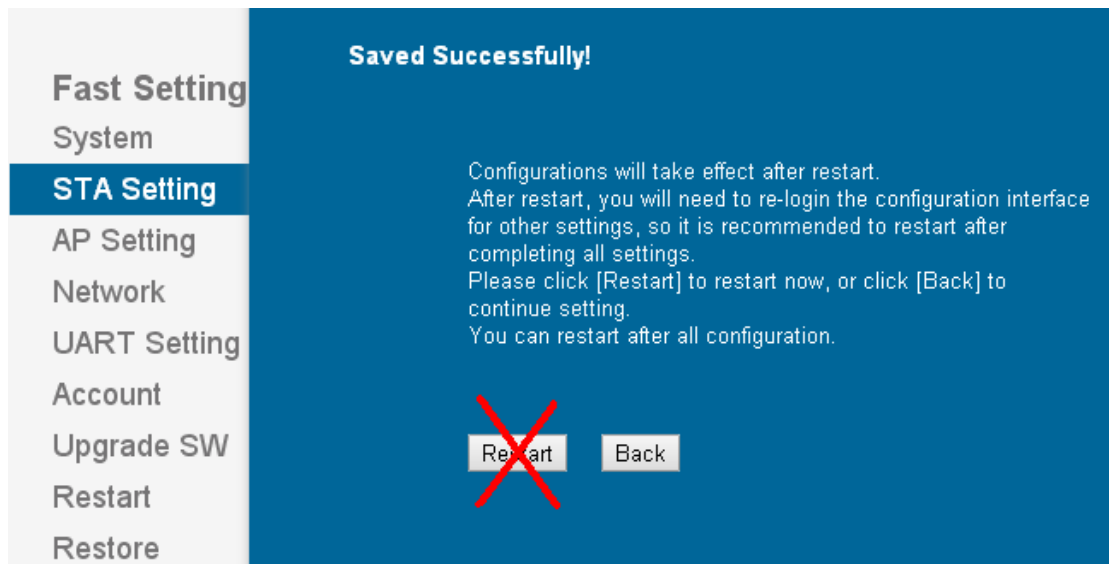 Fast Setting
System
STA Setting
AP Setting
Network
UART Setting
Account
Upgrade SW
Restart
Restore
Saved Successfully!
Configurations will take effect after restart.
After restart, you will need to re-login the configuration interface
for other settings, so it is recommended to restart after
completing all settings.
Please click [Restart] to restart now, or click [Back] to
continue setting.
You can restart after all configuration.
Restart
Back